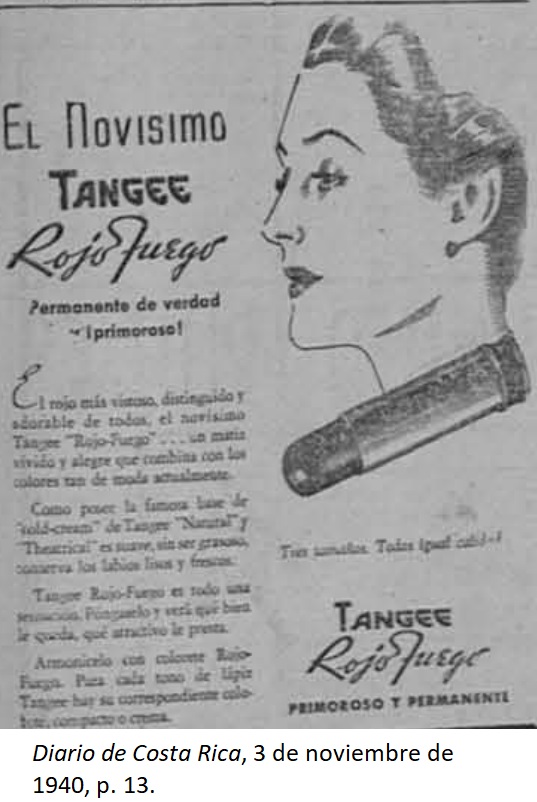 EL NOVISIMO
TANGEE
Rojo Fuego
Permanente de verdad
~ ¡primoroso!
El rojo más vistoso, distinguido y
adorable de todos, el novísimo
Tangee "Rojo-Fuego" . . . un matiz
vívido y alegre que combina con los
colores tan de moda actualmente.
Como posee la famosa base de
"cold-cream" de Tangee "Natural" y
"Theatrical" es suave, sin ser grasoso,
conserva los labios lisos y frescos.
Tangee Rojo-Fuego es todo una
sensación. Póngaselo y verá qué bien
le queda, qué atractivo le presta.
Armonícelo con colorete Rojo-
Fuego. Para cada tono de lápiz
Tangee hay su correspondiente colo-
rete, compacto o crema.
Tres tamaños. Todos igual calidad
TANGEE
Rojo Fuego
PRIMOROSO Y PERMANENTE
Diario de Costa Rica, 3 de noviembre de
1940, p. 13.